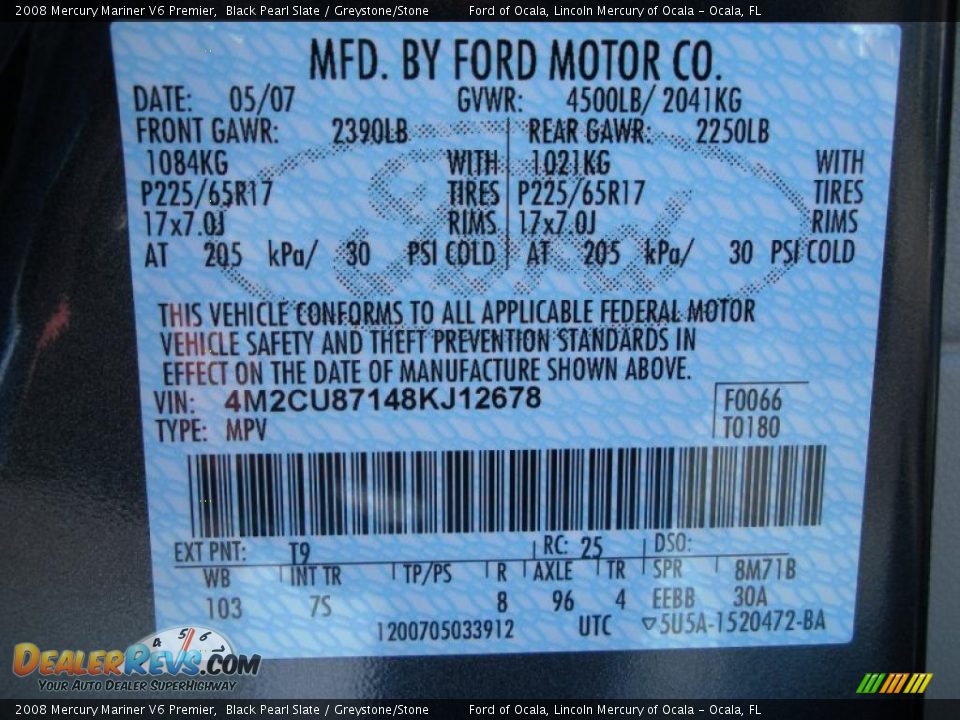 2008 Mercury Mariner V6 Premier, Black Pearl Slate / Greystone/Stone Ford of Ocala, Lincoln Mercury of Ocala - Ocala, FL
MFD. BY FORD MOTOR CO.
DATE: 05/07 GVWR: 4500LB/ 2041KG
FRONT GAWR: 2390LB REAR GAWR: 2250LB
1084KG WITH 1021KG WITH
P225/65R17 TIRES P225/65R17 TIRES
17x7.0J RIMS 17x7.0J RIMS
AT 205 kPa/ 30 PSI COLD AT 205 kPa/ 30 PSI COLD
Ford
THIS VEHICLE CONFORMS TO ALL APPLICABLE FEDERAL MOTOR
VEHICLE SAFETY AND THEFT PREVENTION STANDARDS IN
EFFECT ON THE DATE OF MANUFACTURE SHOWN ABOVE.
VIN: 4M2CU87148KJ12678 F0066
TYPE: MPV T0180
EXT PNT: T9 RC: 25 DSO:
WB INT TR TP/PS R AXLE TR SPR 8M71B
103 7S 8 96 4 EEBB 30A
1200705033912 UTC ▽5U5A-1520472-BA
4 5 6
DEALERREVS.COM
YOUR AUTO DEALER SUPERHIGHWAY
2008 Mercury Mariner V6 Premier, Black Pearl Slate / Greystone/Stone Ford of Ocala, Lincoln Mercury of Ocala - Ocala, FL